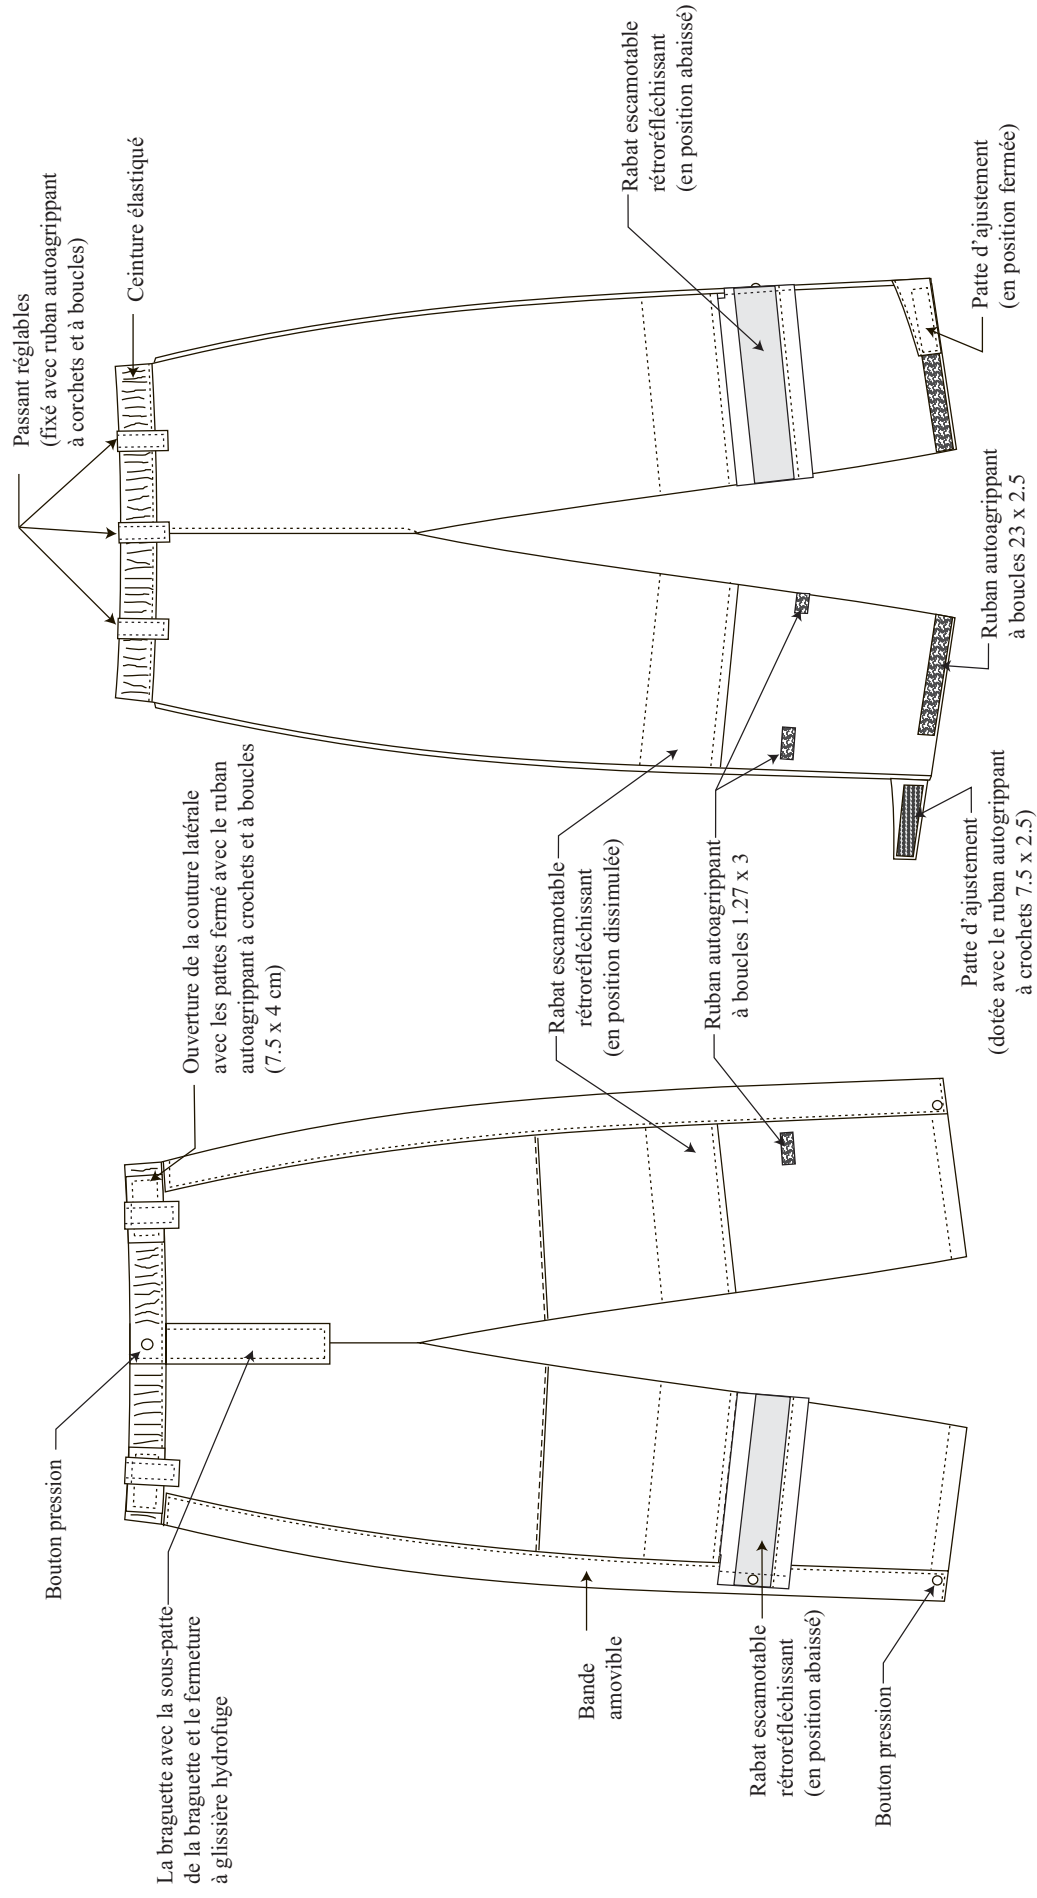 Bouton pression
La braguette avec la sous-patte
de la braguette et le fermeture
à glissière hydrofuge
Ouverture de la couture latérale
avec les pattes fermé avec le ruban
autoagrippant à crochets et à boucles
(7.5 x 4 cm)
Bande
amovible
Rabat escamotable
rétroréfléchissant
(en position abaissé)
Bouton pression
Rabat escamotable
rétroréfléchissant
(en position dissimulée)
Ruban autoagrippant
à boucles 1.27 x 3
Patte d'ajustement
(dotée avec le ruban autogrippant
à crochets 7.5 x 2.5)
Passant réglables
(fixé avec ruban autoagrippant
à corchets et à boucles)
Ceinture élastiqué
Rabat escamotable
rétroréfléchissant
(en position abaissé)
Ruban autoagrippant
à boucles 23 x 2.5
Patte d'ajustement
(en position fermée)